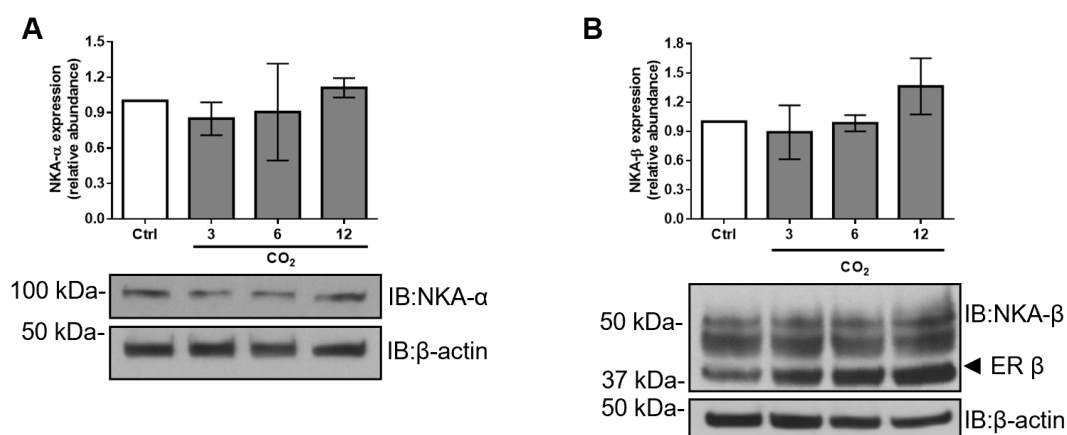 A
NKA-α expression
(relative abundance)
1.5
1.2
0.9
0.6
0.3
0.0
Ctrl 3 6 12
CO₂
100 kDa- IB:NKA-α
50 kDa- IB:β-actin
B
NKA-β expression
(relative abundance)
1.8
1.5
1.2
0.9
0.6
0.3
0.0
Ctrl 3 6 12
CO₂
50 kDa- IB:NKA-β
◄ ER β
37 kDa-
50 kDa- IB:β-actin